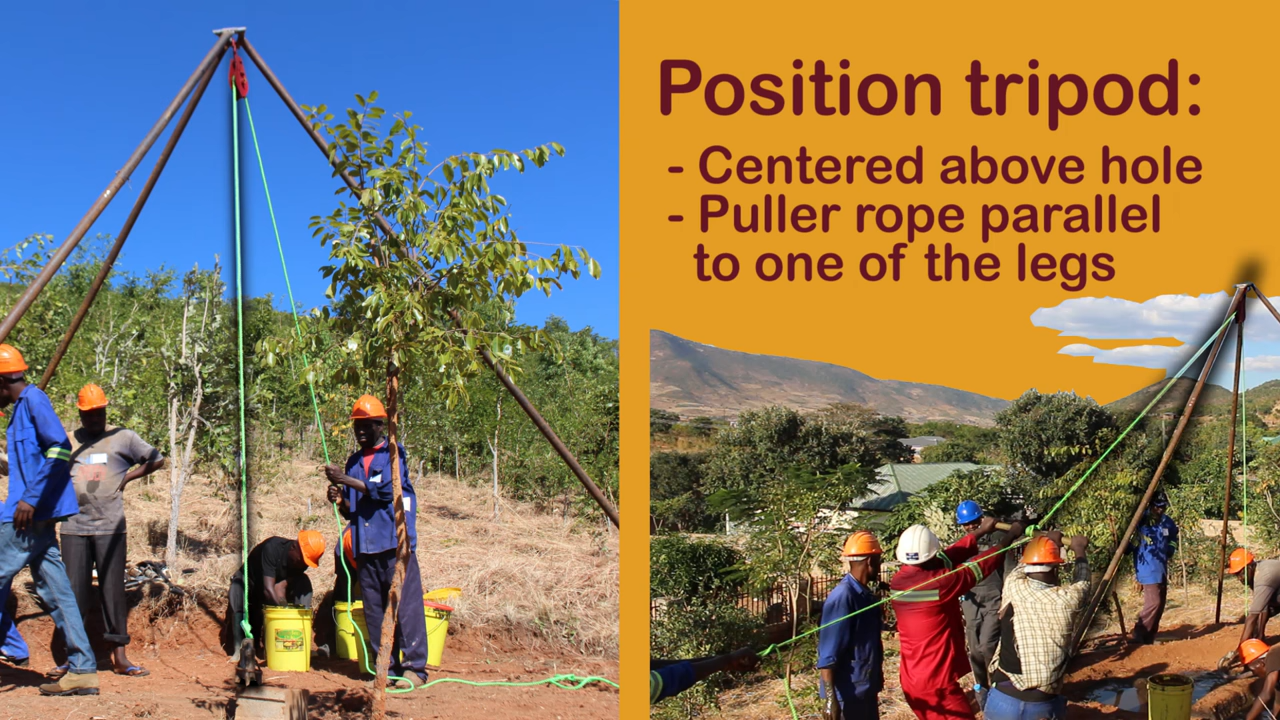 Position tripod:
- Centered above hole
- Puller rope parallel
to one of the legs